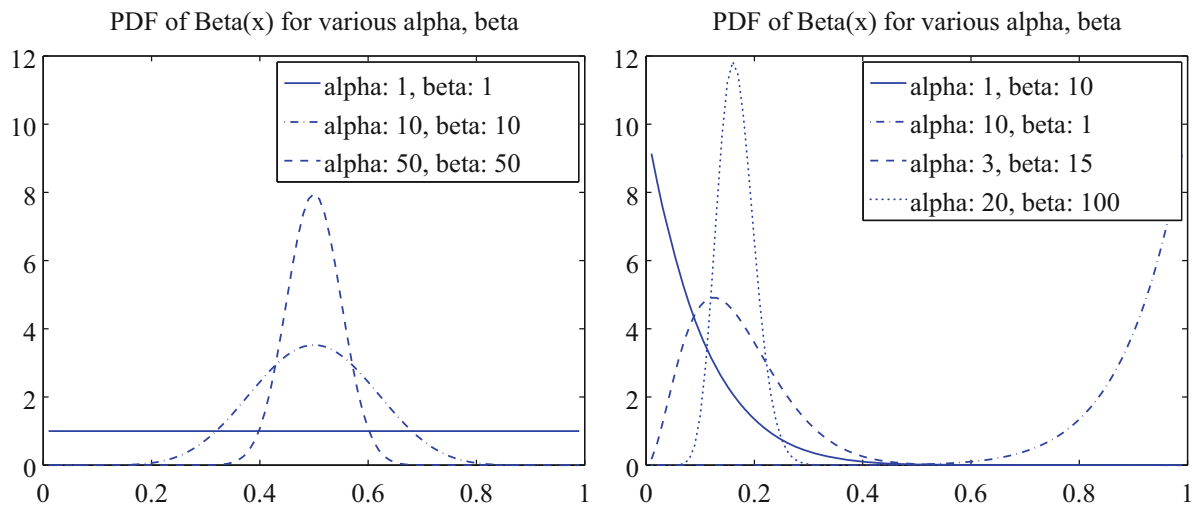 PDF of Beta(x) for various alpha, beta
12
10
8
6
4
2
0
0 0.2 0.4 0.6 0.8 1
alpha: 1, beta: 1
alpha: 10, beta: 10
alpha: 50, beta: 50
PDF of Beta(x) for various alpha, beta
12
10
8
6
4
2
0
0 0.2 0.4 0.6 0.8 1
alpha: 1, beta: 10
alpha: 10, beta: 1
alpha: 3, beta: 15
alpha: 20, beta: 100